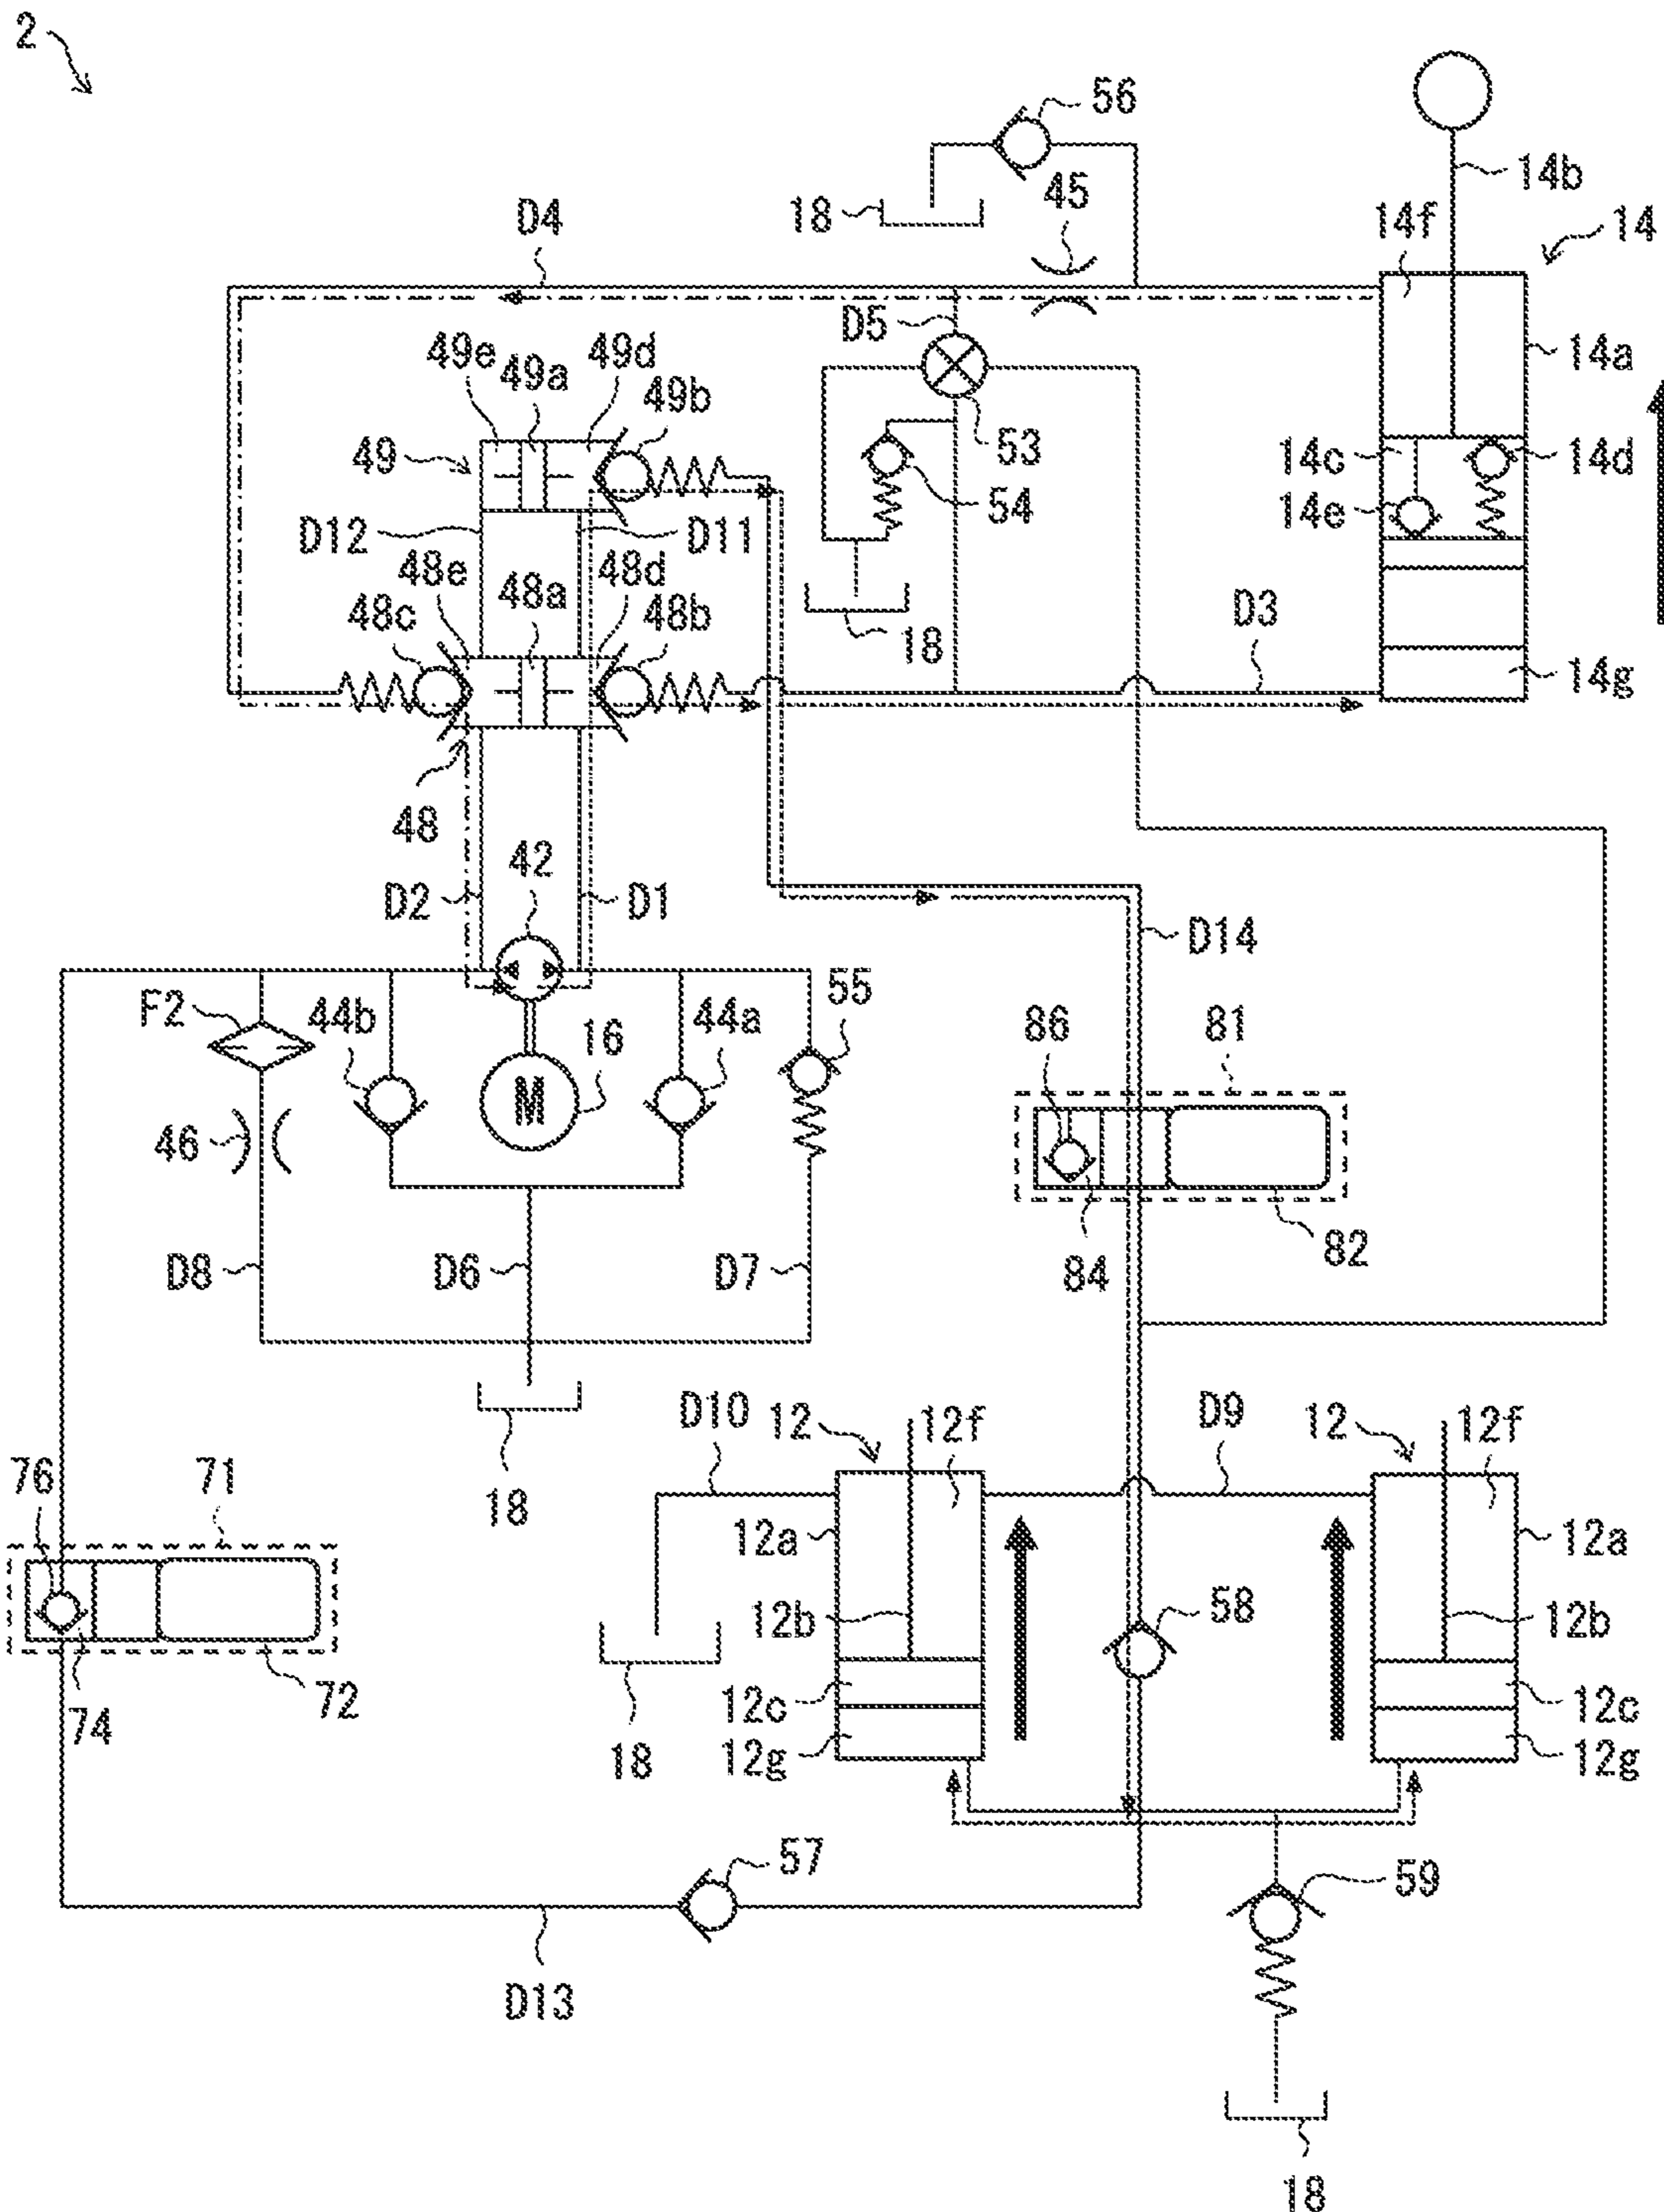 2
56
14b
18
45
D4
14f
14
D5
49e
49a
49d
14a
49b
49
53
14c
14d
54
14e
D12
D11
48e
48a
48d
48c
48b
D3
18
14g
48
42
D2
D1
D14
F2
44b
16
44a
55
86
81
M
46
D8
D6
D7
84
82
D10
12
12f
D9
12
12f
76
71
18
12a
12a
12b
58
12b
74
72
12c
12c
18
12g
12g
57
59
D13
18